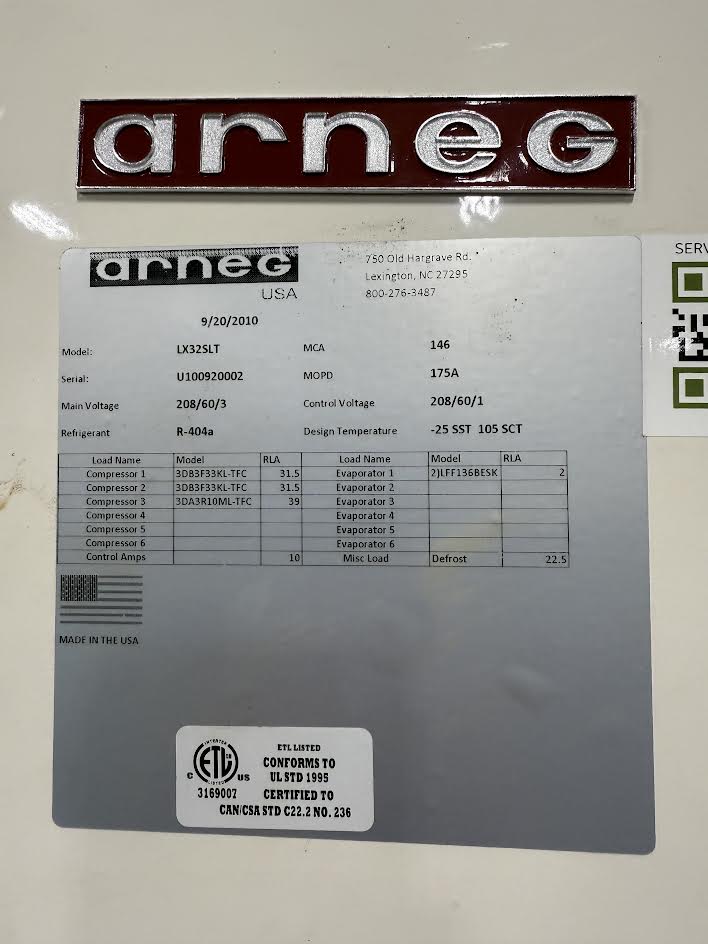 arneg
arneg
USA
750 Old Hargrave Rd.
Lexington, NC 27295
800-276-3487
SERV
9/20/2010
Model: LX32SLT MCA 146
Serial: U100920002 MOPD 175A
Main Voltage 208/60/3 Control Voltage 208/60/1
Refrigerant R-404a Design Temperature -25 SST 105 SCT
Load Name Model RLA Load Name Model RLA
Compressor 1 3DB3F33KL-TFC 31.5 Evaporator 1 2)LFF136BESK 2
Compressor 2 3DB3F33KL-TFC 31.5 Evaporator 2
Compressor 3 3DA3R10ML-TFC 39 Evaporator 3
Compressor 4 Evaporator 4
Compressor 5 Evaporator 5
Compressor 6 Evaporator 6
Control Amps 10 Misc Load Defrost 22.5
MADE IN THE USA
INTERTEK
C ETL US
LISTED
3169007
ETL LISTED
CONFORMS TO
UL STD 1995
CERTIFIED TO
CAN/CSA STD C22.2 NO. 236